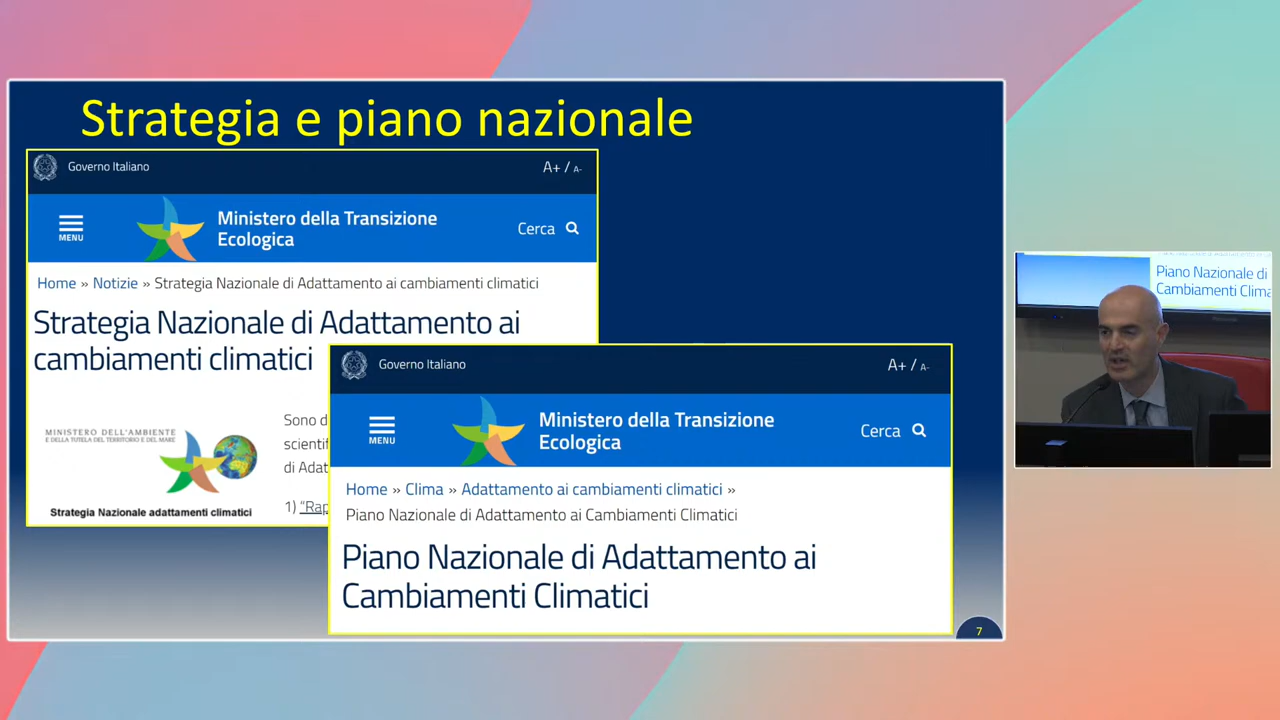 Strategia e piano nazionale
Governo Italiano
A+ / A-
MENU
Ministero della Transizione
Ecologica
Cerca
Home » Notizie » Strategia Nazionale di Adattamento ai cambiamenti climatici
Strategia Nazionale di Adattamento ai
cambiamenti climatici
MINISTERO DELL'AMBIENTE
E DELLA TUTELA DEL TERRITORIO E DEL MARE
Strategia Nazionale adattamenti climatici
Sono d
scientif
di Adat
1) "Rap
Governo Italiano
A+ / A-
MENU
Ministero della Transizione
Ecologica
Cerca
Home » Clima » Adattamento ai cambiamenti climatici »
Piano Nazionale di Adattamento ai Cambiamenti Climatici
Piano Nazionale di Adattamento ai
Cambiamenti Climatici
7
Piano Nazionale di
Cambiamenti Clima